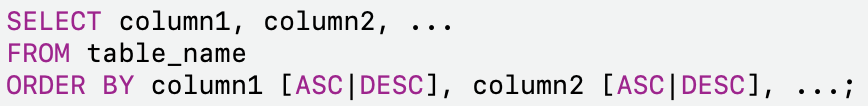 SELECT column1, column2, ...
FROM table_name
ORDER BY column1 [ASC|DESC], column2 [ASC|DESC], ...;